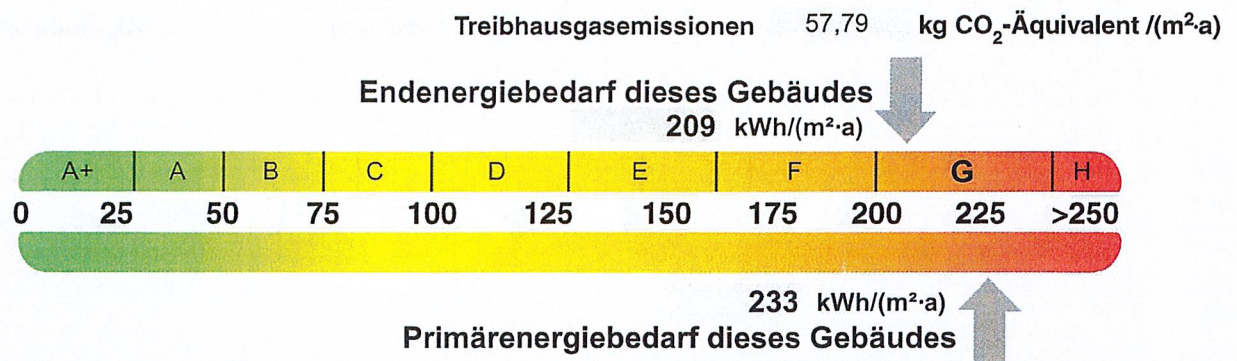 Treibhausgasemissionen 57,79 kg CO₂-Äquivalent /(m²·a)
Endenergiebedarf dieses Gebäudes
209 kWh/(m²·a)
A+ A B C D E F G H
0 25 50 75 100 125 150 175 200 225 >250
233 kWh/(m²·a)
Primärenergiebedarf dieses Gebäudes